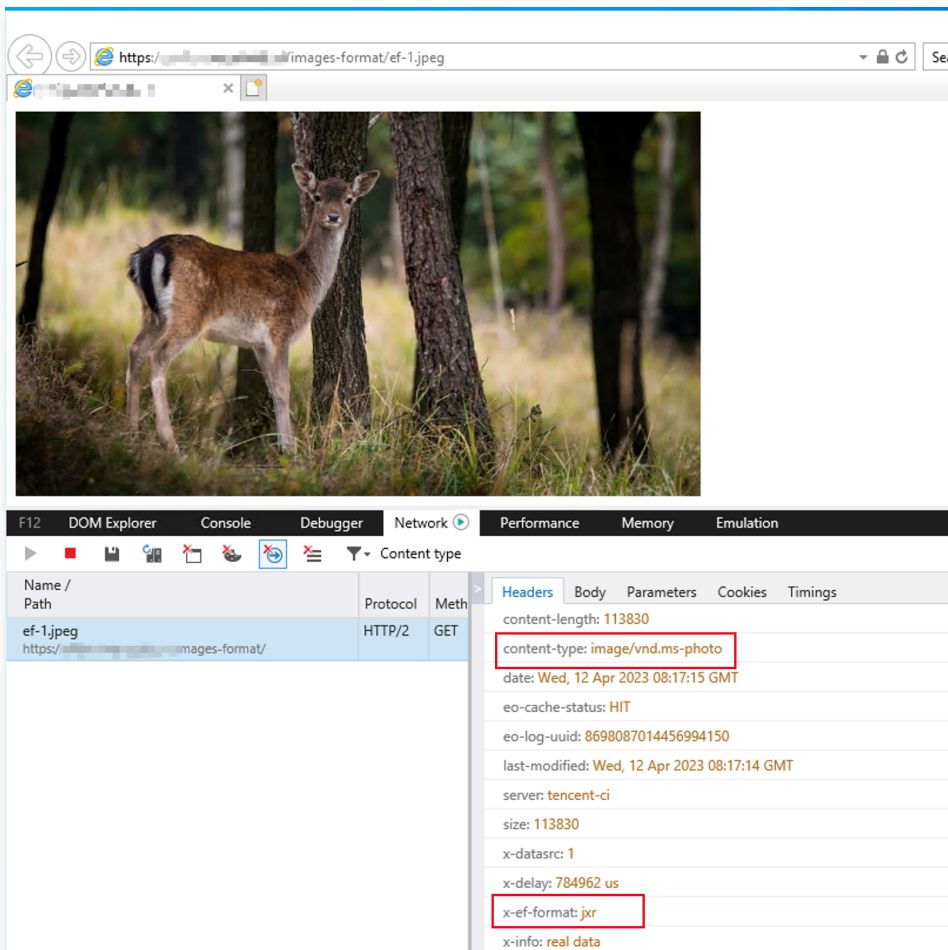 https:/ /images-format/ef-1.jpeg
F12 DOM Explorer Console Debugger Network Performance Memory Emulation
Content type
Name /
Path Protocol Meth
Headers Body Parameters Cookies Timings
ef-1.jpeg HTTP/2 GET
https:/ mages-format/
content-length: 113830
content-type: image/vnd.ms-photo
date: Wed, 12 Apr 2023 08:17:15 GMT
eo-cache-status: HIT
eo-log-uuid: 8698087014456994150
last-modified: Wed, 12 Apr 2023 08:17:14 GMT
server: tencent-ci
size: 113830
x-datasrc: 1
x-delay: 784962 us
x-ef-format: jxr
x-info: real data